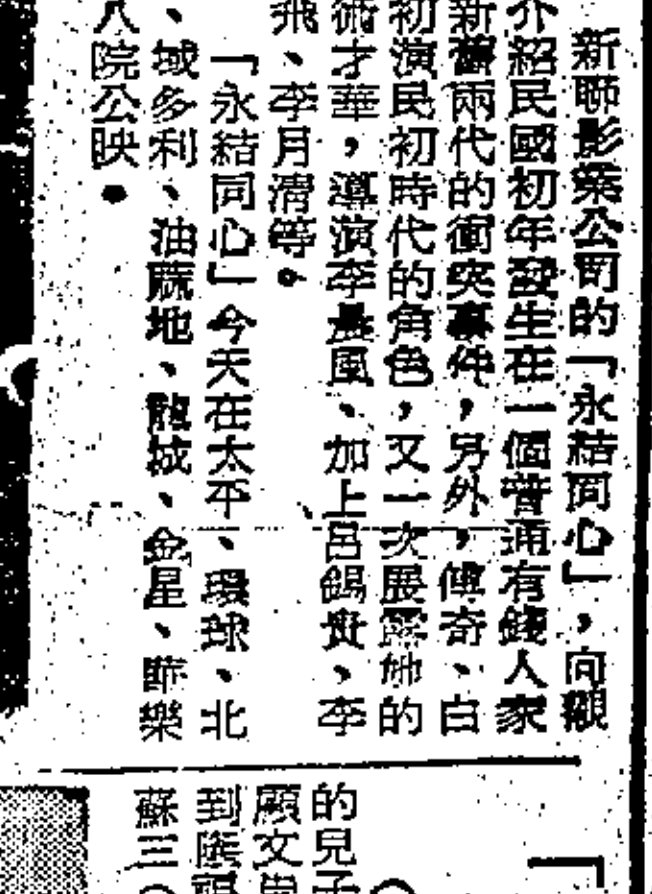 新聯影業公司的「永結同心」，向觀
介紹民國初年發生在一個普通有錢人家
新舊兩代的衝突事件，另外，傅奇、白
初演民初時代的角色，又一次展露她的
術才華，導演李晨風、加上呂錫貴、李
飛、李月清等。
「永結同心」今天在太平、環球、北
、域多利、油蔴地、龍城、金星、昨樂
八院公映。
的兒子
顧文
到
蘇三